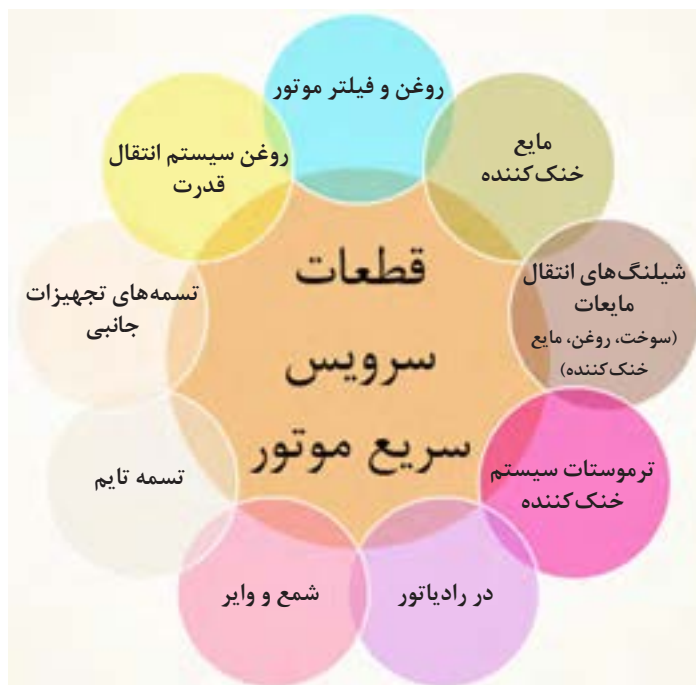 قطعات
سرویس
سریع موتور
روغن و فیلتر موتور
مایع
خنک‌کننده
شیلنگ‌های انتقال
مایعات
(سوخت، روغن، مایع
خنک‌کننده)
ترموستات سیستم
خنک‌کننده
در رادیاتور
شمع و وایر
تسمه تایم
تسمه‌های تجهیزات
جانبی
روغن سیستم انتقال
قدرت